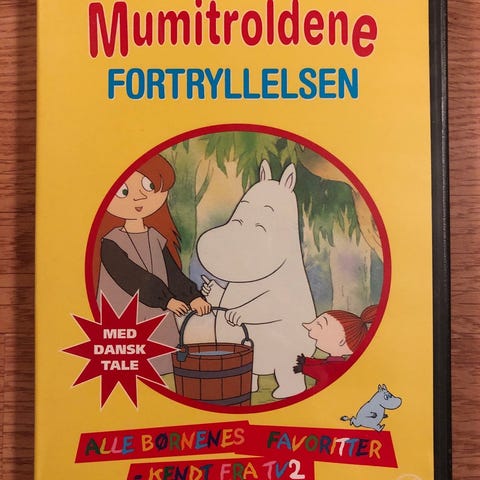 Mumitroldene
FORTRYLLELSEN
MED
DANSK
TALE
ALLE BØRNENES FAVORITTER
- KENDT FRA TV2